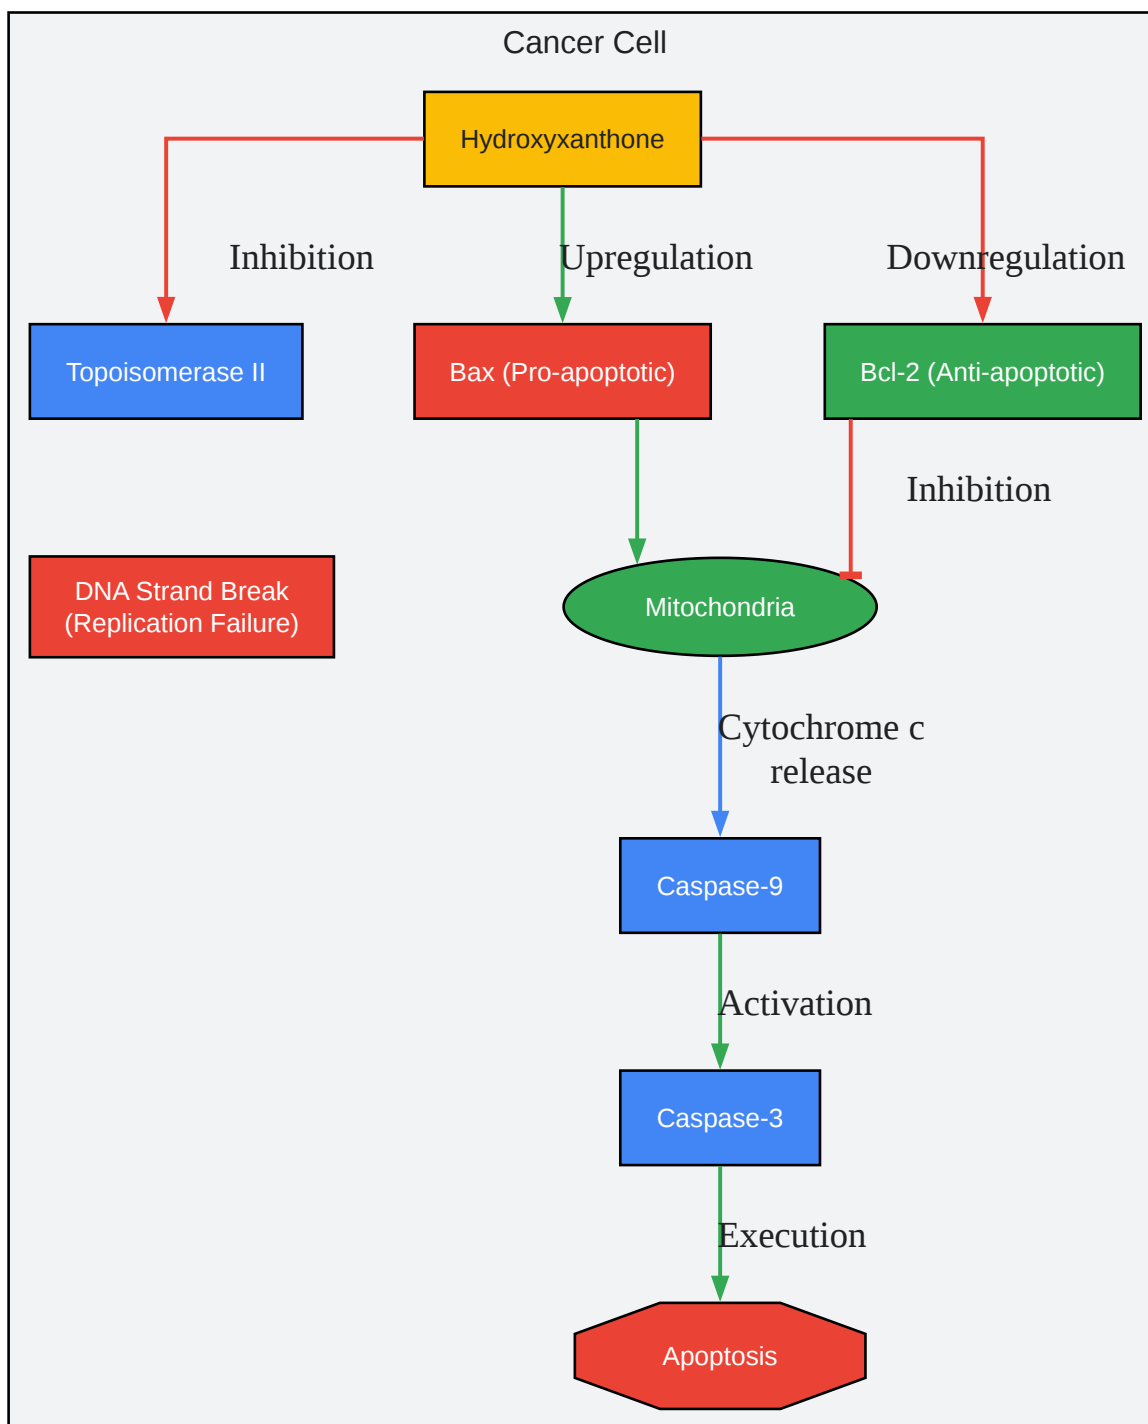 Cancer Cell
Hydroxyxanthone
Inhibition
Upregulation
Downregulation
Topoisomerase II
Bax (Pro-apoptotic)
Bcl-2 (Anti-apoptotic)
Inhibition
DNA Strand Break
(Replication Failure)
Mitochondria
Cytochrome c
release
Caspase-9
Activation
Caspase-3
Execution
Apoptosis